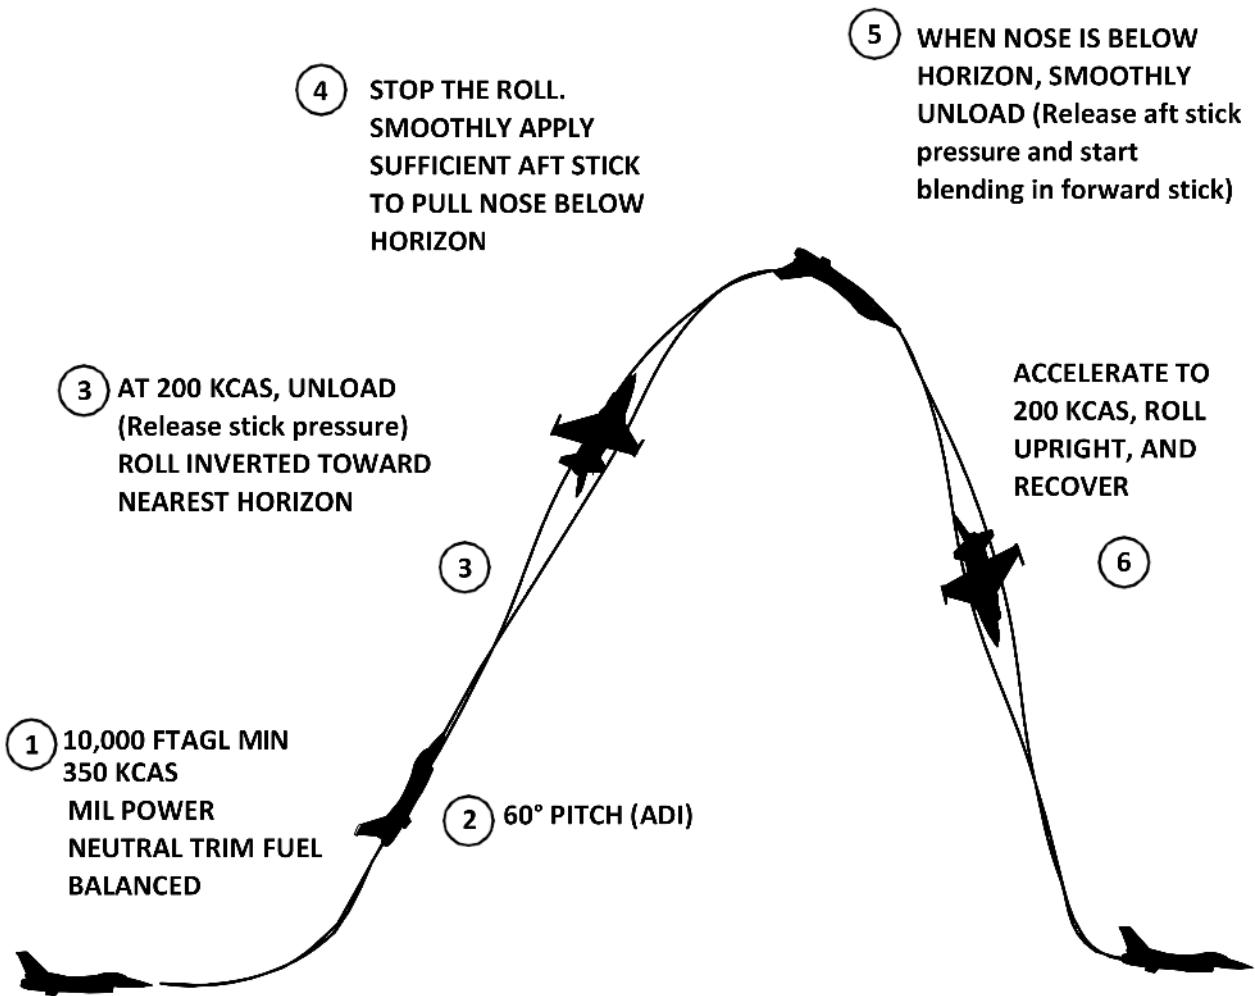 1
10,000 FTAGL MIN
350 KCAS
MIL POWER
NEUTRAL TRIM FUEL
BALANCED
2
60° PITCH (ADI)
3
3
AT 200 KCAS, UNLOAD
(Release stick pressure)
ROLL INVERTED TOWARD
NEAREST HORIZON
4
STOP THE ROLL.
SMOOTHLY APPLY
SUFFICIENT AFT STICK
TO PULL NOSE BELOW
HORIZON
5
WHEN NOSE IS BELOW
HORIZON, SMOOTHLY
UNLOAD (Release aft stick
pressure and start
blending in forward stick)
ACCELERATE TO
200 KCAS, ROLL
UPRIGHT, AND
RECOVER
6